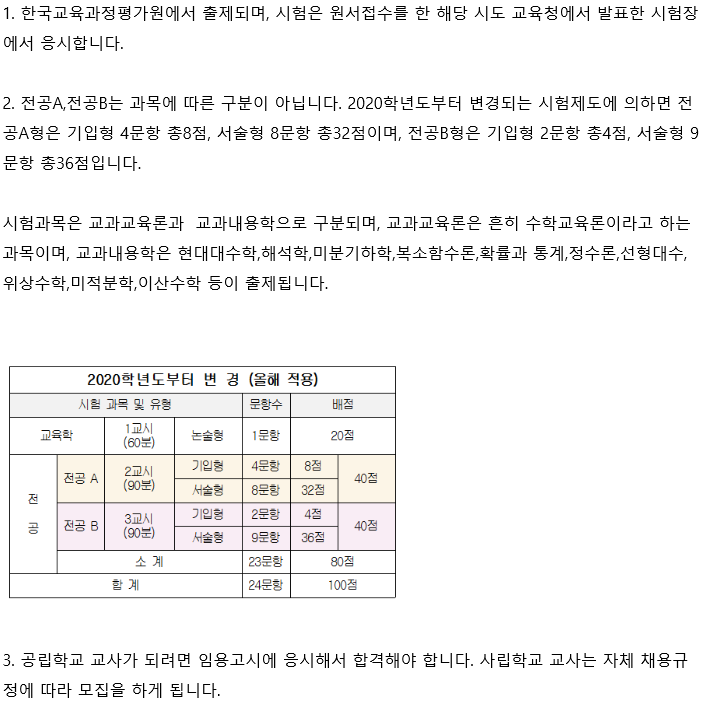 1. 한국교육과정평가원에서 출제되며, 시험은 원서접수를 한 해당 시도 교육청에서 발표한 시험장
에서 응시합니다.
2. 전공A,전공B는 과목에 따른 구분이 아닙니다. 2020학년도부터 변경되는 시험제도에 의하면 전
공A형은 기입형 4문항 총8점, 서술형 8문항 총32점이며, 전공B형은 기입형 2문항 총4점, 서술형 9
문항 총36점입니다.
시험과목은 교과교육론과  교과내용학으로 구분되며, 교과교육론은 흔히 수학교육론이라고 하는
과목이며, 교과내용학은 현대대수학,해석학,미분기하학,복소함수론,확률과 통계,정수론,선형대수,
위상수학,미적분학,이산수학 등이 출제됩니다.
2020학년도부터 변 경 (올해 적용)
시험 과목 및 유형 문항수 배점
교육학 1교시 (60분) 논술형 1문항 20점
전공 전공 A 2교시 (90분) 기입형 4문항 8점 40점
서술형 8문항 32점
전공 B 3교시 (90분) 기입형 2문항 4점 40점
서술형 9문항 36점
소 계 23문항 80점
합 계 24문항 100점
3. 공립학교 교사가 되려면 임용고시에 응시해서 합격해야 합니다. 사립학교 교사는 자체 채용규
정에 따라 모집을 하게 됩니다.